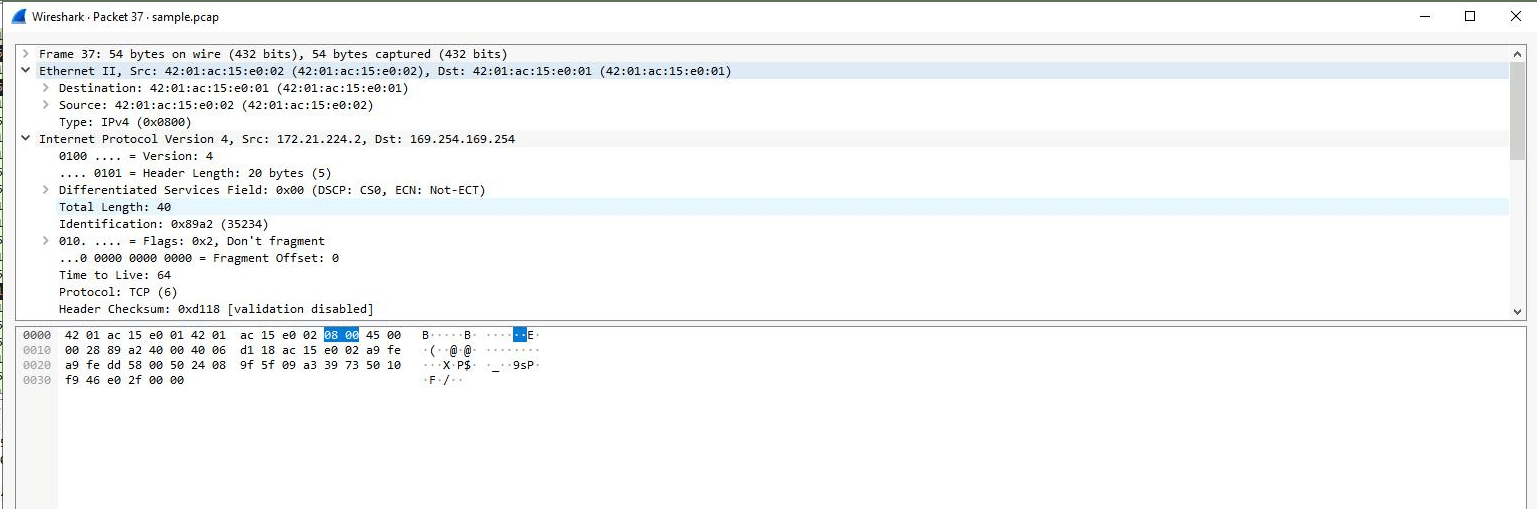 Wireshark · Packet 37 · sample.pcap
Frame 37: 54 bytes on wire (432 bits), 54 bytes captured (432 bits)
Ethernet II, Src: 42:01:ac:15:e0:02 (42:01:ac:15:e0:02), Dst: 42:01:ac:15:e0:01 (42:01:ac:15:e0:01)
Destination: 42:01:ac:15:e0:01 (42:01:ac:15:e0:01)
Source: 42:01:ac:15:e0:02 (42:01:ac:15:e0:02)
Type: IPv4 (0x0800)
Internet Protocol Version 4, Src: 172.21.224.2, Dst: 169.254.169.254
0100 .... = Version: 4
.... 0101 = Header Length: 20 bytes (5)
Differentiated Services Field: 0x00 (DSCP: CS0, ECN: Not-ECT)
Total Length: 40
Identification: 0x89a2 (35234)
010. .... = Flags: 0x2, Don't fragment
...0 0000 0000 0000 = Fragment Offset: 0
Time to Live: 64
Protocol: TCP (6)
Header Checksum: 0xd118 [validation disabled]
0000 42 01 ac 15 e0 01 42 01 ac 15 e0 02 08 00 45 00 B·····B· ······E·
0010 00 28 89 a2 40 00 40 06 d1 18 ac 15 e0 02 a9 fe ·(··@·@· ········
0020 a9 fe dd 58 00 50 24 08 9f 5f 09 a3 39 73 50 10 ···X·P$· ·_··9sP·
0030 f9 46 e0 2f 00 00 ·F·/··